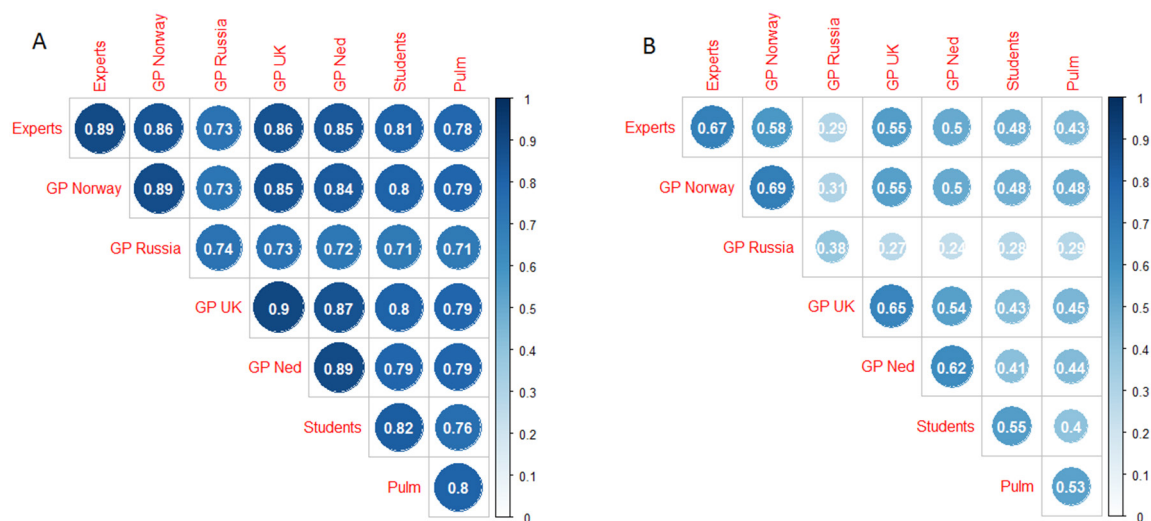 A
Experts GP Norway GP Russia GP UK GP Ned Students Pulm
Experts 0.89 0.86 0.73 0.86 0.85 0.81 0.78
GP Norway 0.89 0.73 0.85 0.84 0.8 0.79
GP Russia 0.74 0.73 0.72 0.71 0.71
GP UK 0.9 0.87 0.8 0.79
GP Ned 0.89 0.79 0.79
Students 0.82 0.76
Pulm 0.8
1
0.9
0.8
0.7
0.6
0.5
0.4
0.3
0.2
0.1
0
B
Experts GP Norway GP Russia GP UK GP Ned Students Pulm
Experts 0.67 0.58 0.29 0.55 0.5 0.48 0.43
GP Norway 0.69 0.31 0.55 0.5 0.48 0.48
GP Russia 0.38 0.27 0.24 0.28 0.29
GP UK 0.65 0.54 0.43 0.45
GP Ned 0.62 0.41 0.44
Students 0.55 0.4
Pulm 0.53
1
0.9
0.8
0.7
0.6
0.5
0.4
0.3
0.2
0.1
0